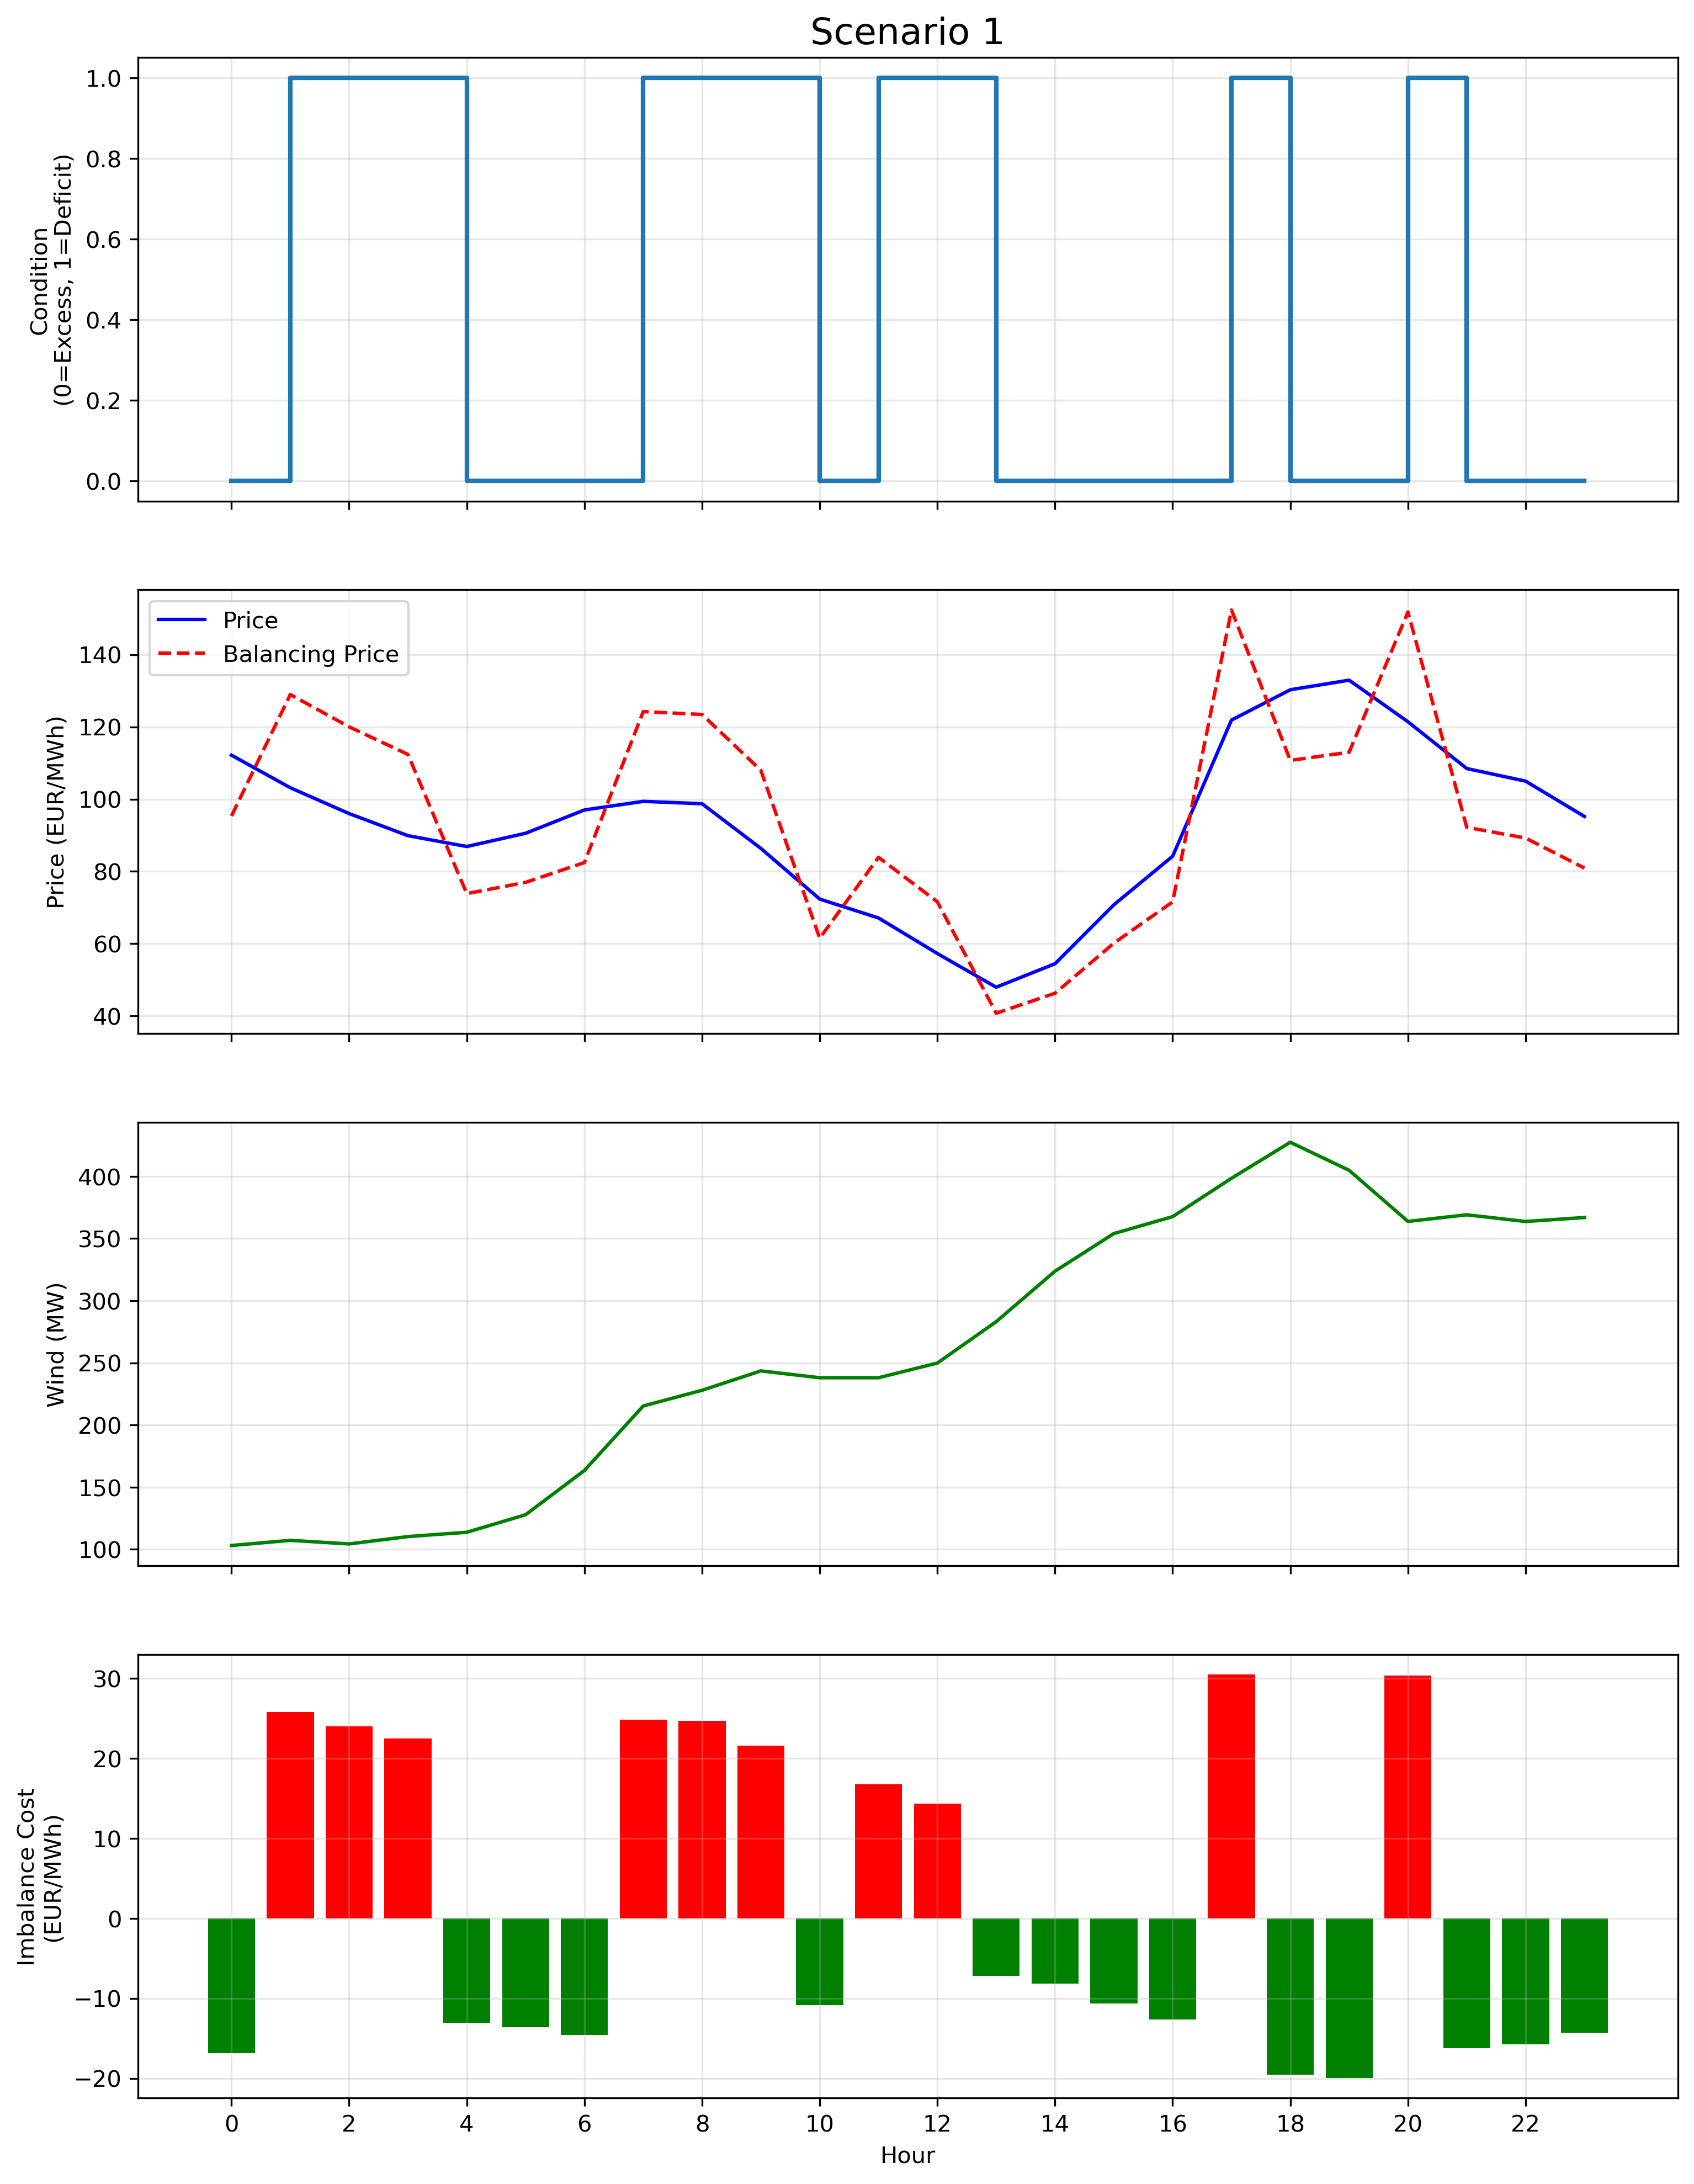 Scenario 1
1.0
0.8
0.6
0.4
0.2
0.0
Condition
(0=Excess, 1=Deficit)
Price
Balancing Price
140
120
100
80
60
40
Price (EUR/MWh)
400
350
300
250
200
150
100
Wind (MW)
30
20
10
0
−10
−20
Imbalance Cost
(EUR/MWh)
0 2 4 6 8 10 12 14 16 18 20 22
Hour